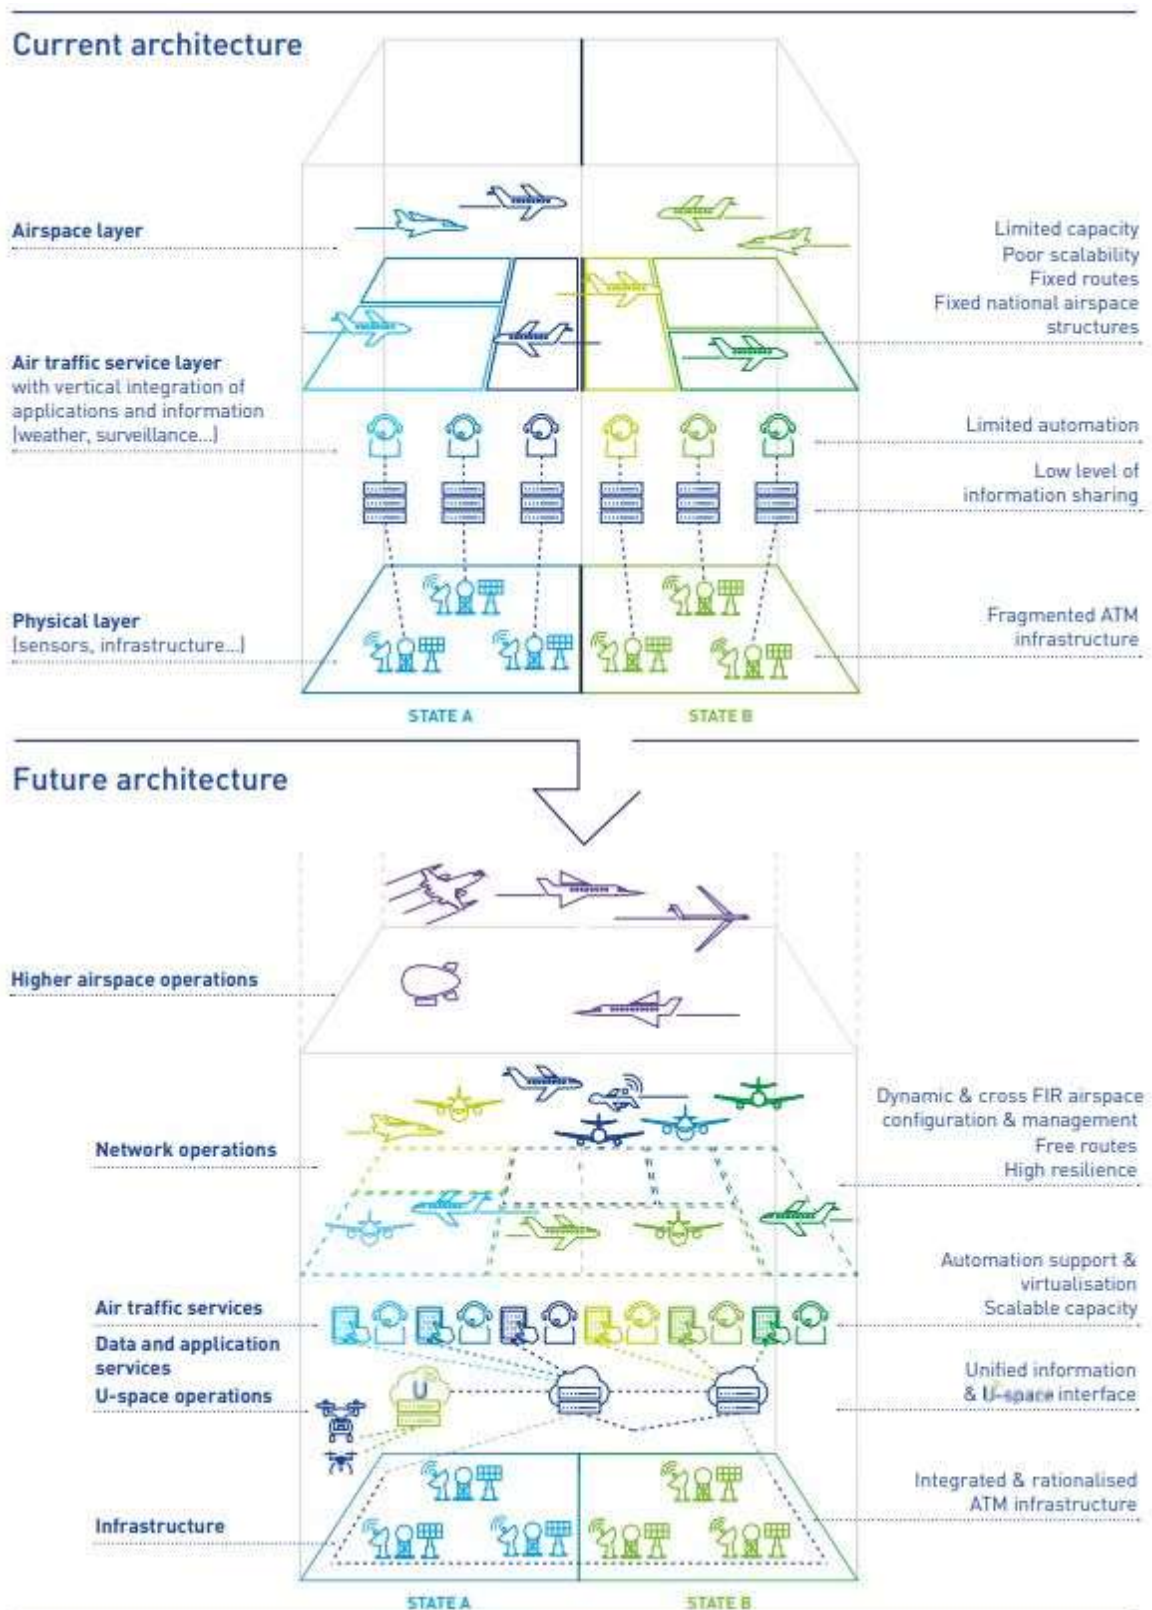 Current architecture
Airspace layer
Limited capacity
Poor scalability
Fixed routes
Fixed national airspace
structures
Air traffic service layer
with vertical integration of
applications and information
(weather, surveillance...)
Limited automation
Low level of
information sharing
Physical layer
(sensors, infrastructure...)
Fragmented ATM
infrastructure
STATE A
STATE B
Future architecture
Higher airspace operations
Network operations
Dynamic & cross FIR airspace
configuration & management
Free routes
High resilience
Air traffic services
Automation support &
virtualisation
Scalable capacity
Data and application
services
U-space operations
U
Unified information
& U-space interface
Infrastructure
Integrated & rationalised
ATM infrastructure
STATE A
STATE B